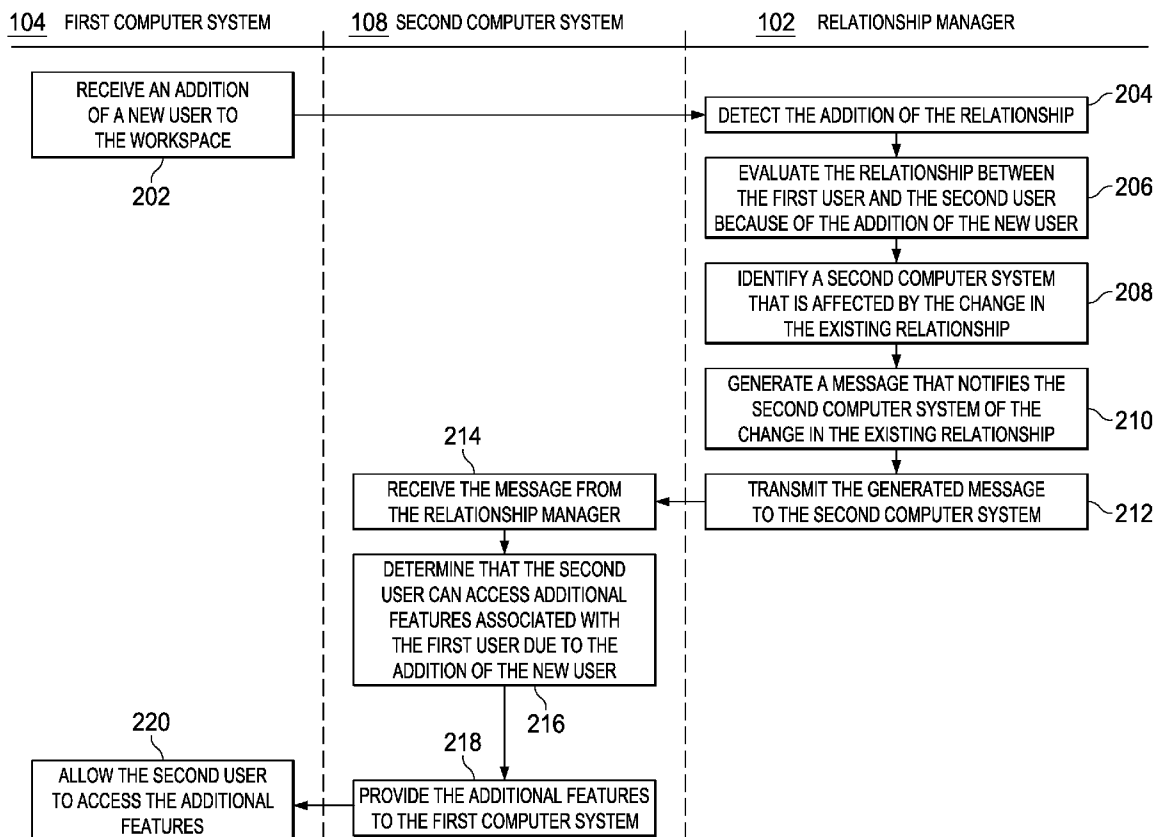 104 FIRST COMPUTER SYSTEM
108 SECOND COMPUTER SYSTEM
102 RELATIONSHIP MANAGER
RECEIVE AN ADDITION
OF A NEW USER TO
THE WORKSPACE
202
DETECT THE ADDITION OF THE RELATIONSHIP
204
EVALUATE THE RELATIONSHIP BETWEEN
THE FIRST USER AND THE SECOND USER
BECAUSE OF THE ADDITION OF THE NEW USER
206
IDENTIFY A SECOND COMPUTER SYSTEM
THAT IS AFFECTED BY THE CHANGE IN
THE EXISTING RELATIONSHIP
208
GENERATE A MESSAGE THAT NOTIFIES THE
SECOND COMPUTER SYSTEM OF THE
CHANGE IN THE EXISTING RELATIONSHIP
210
TRANSMIT THE GENERATED MESSAGE
TO THE SECOND COMPUTER SYSTEM
212
214
RECEIVE THE MESSAGE FROM
THE RELATIONSHIP MANAGER
DETERMINE THAT THE SECOND
USER CAN ACCESS ADDITIONAL
FEATURES ASSOCIATED WITH
THE FIRST USER DUE TO THE
ADDITION OF THE NEW USER
216
218
PROVIDE THE ADDITIONAL FEATURES
TO THE FIRST COMPUTER SYSTEM
220
ALLOW THE SECOND USER
TO ACCESS THE ADDITIONAL
FEATURES